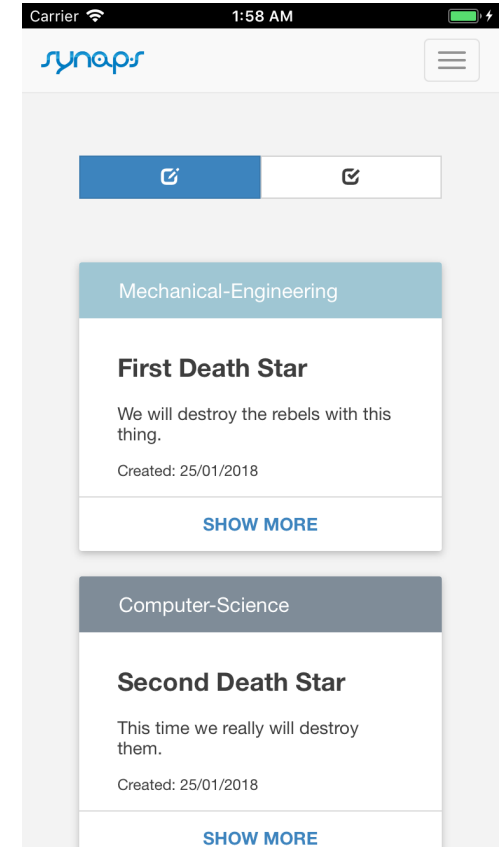 Carrier
1:58 AM
synaps
Mechanical-Engineering
First Death Star
We will destroy the rebels with this
thing.
Created: 25/01/2018
SHOW MORE
Computer-Science
Second Death Star
This time we really will destroy
them.
Created: 25/01/2018
SHOW MORE